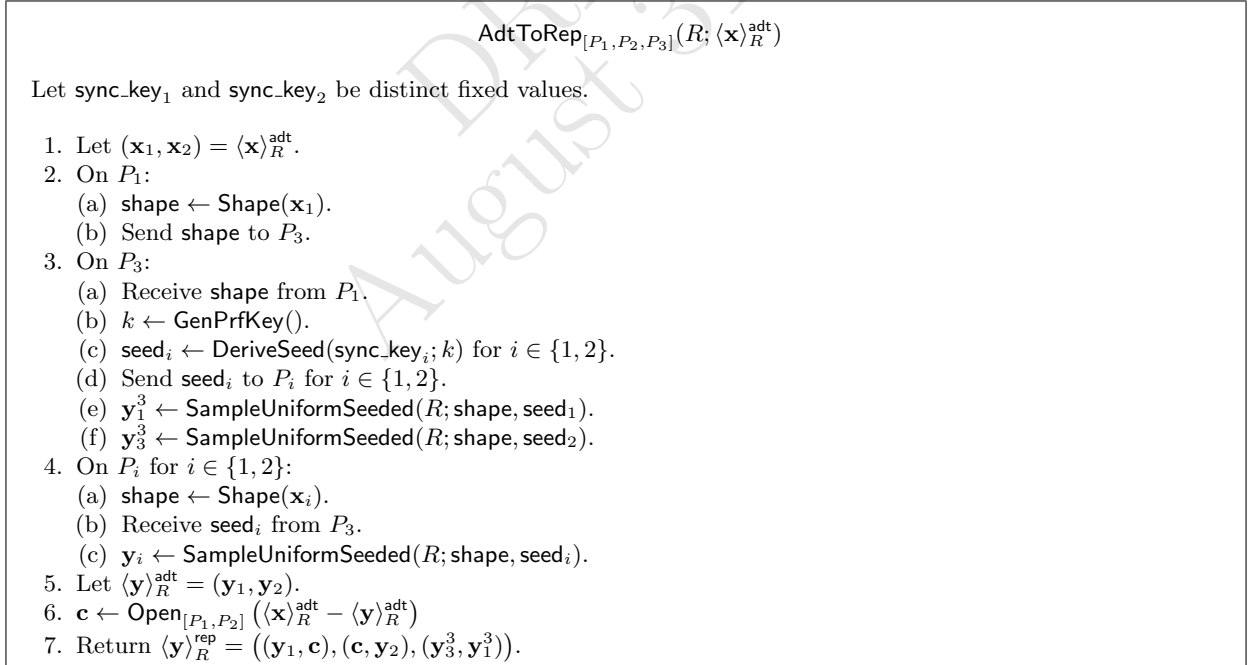 AdtToRep_{[P_1,P_2,P_3]}(R; ⟨x⟩_R^{adt})
Let sync_key_1 and sync_key_2 be distinct fixed values.
1. Let (x_1, x_2) = ⟨x⟩_R^{adt}.
2. On P_1:
(a) shape ← Shape(x_1).
(b) Send shape to P_3.
3. On P_3:
(a) Receive shape from P_1.
(b) k ← GenPrfKey().
(c) seed_i ← DeriveSeed(sync_key_i; k) for i ∈ {1, 2}.
(d) Send seed_i to P_i for i ∈ {1, 2}.
(e) y_1^3 ← SampleUniformSeeded(R; shape, seed_1).
(f) y_3^3 ← SampleUniformSeeded(R; shape, seed_2).
4. On P_i for i ∈ {1, 2}:
(a) shape ← Shape(x_i).
(b) Receive seed_i from P_3.
(c) y_i ← SampleUniformSeeded(R; shape, seed_i).
5. Let ⟨y⟩_R^{adt} = (y_1, y_2).
6. c ← Open_{[P_1,P_2]} (⟨x⟩_R^{adt} − ⟨y⟩_R^{adt})
7. Return ⟨y⟩_R^{rep} = ((y_1, c), (c, y_2), (y_3^3, y_1^3)).
August 3